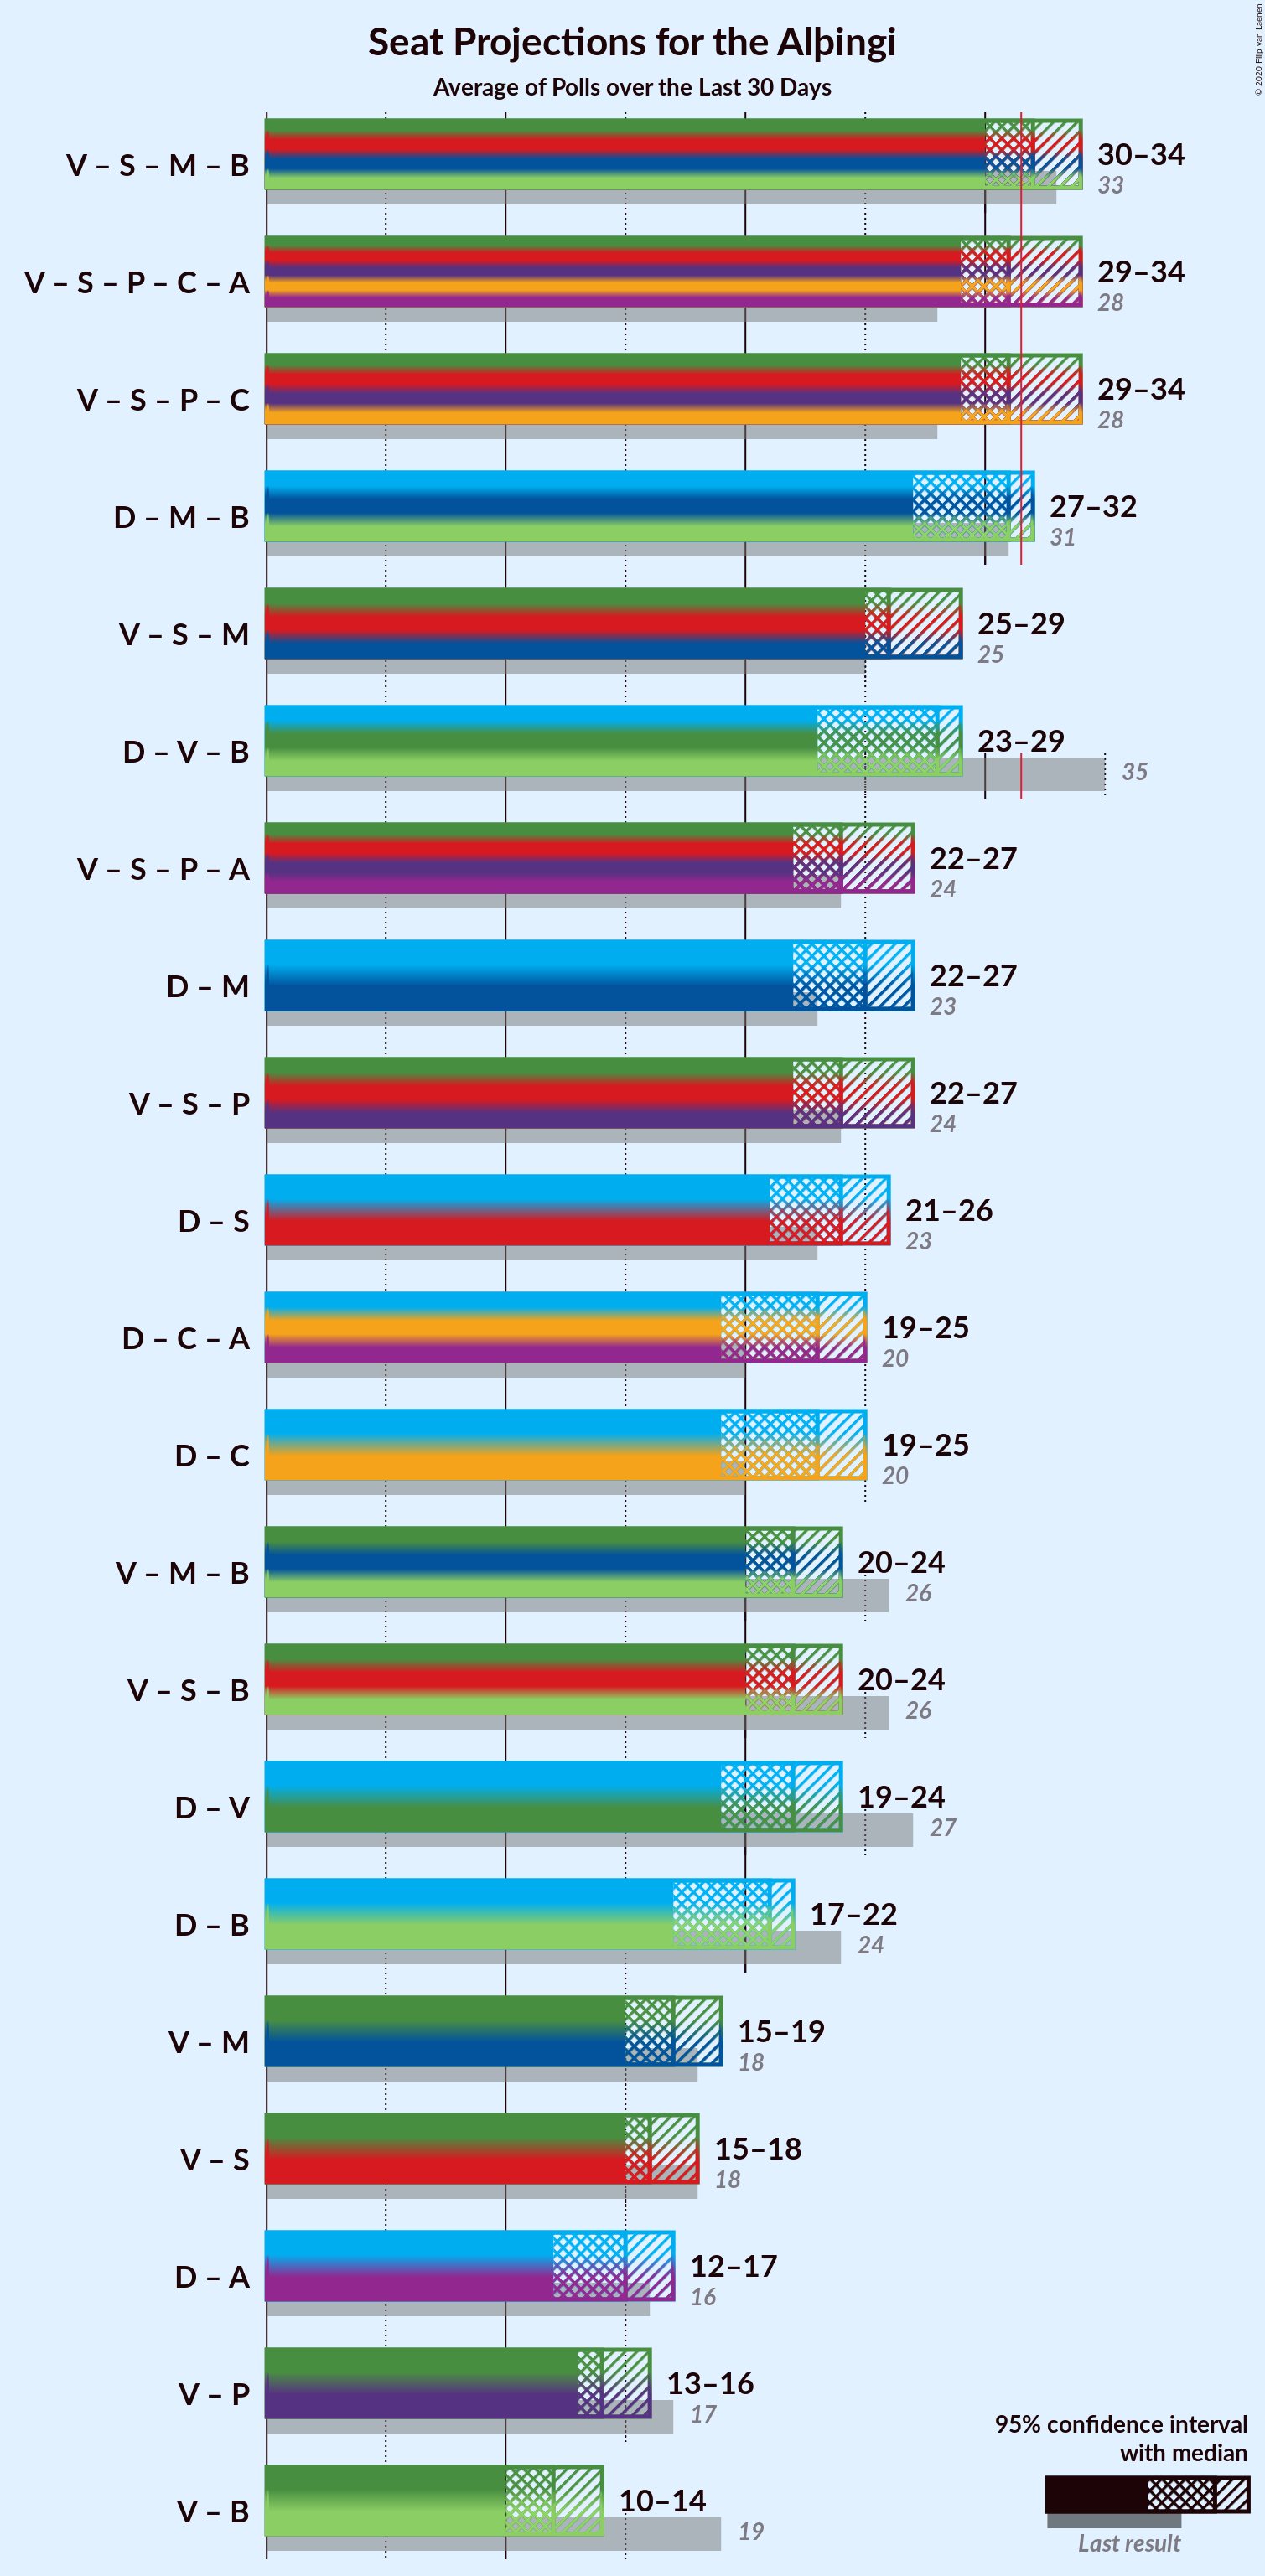 Seat Projections for the Alþingi
Average of Polls over the Last 30 Days
© 2020 Filip van Laenen
V – S – M – B
30–34
33
V – S – P – C – A
29–34
28
V – S – P – C
29–34
28
D – M – B
27–32
31
V – S – M
25–29
25
D – V – B
23–29
35
V – S – P – A
22–27
24
D – M
22–27
23
V – S – P
22–27
24
D – S
21–26
23
D – C – A
19–25
20
D – C
19–25
20
V – M – B
20–24
26
V – S – B
20–24
26
D – V
19–24
27
D – B
17–22
24
V – M
15–19
18
V – S
15–18
18
D – A
12–17
16
V – P
13–16
17
V – B
10–14
19
95% confidence interval
with median
Last result